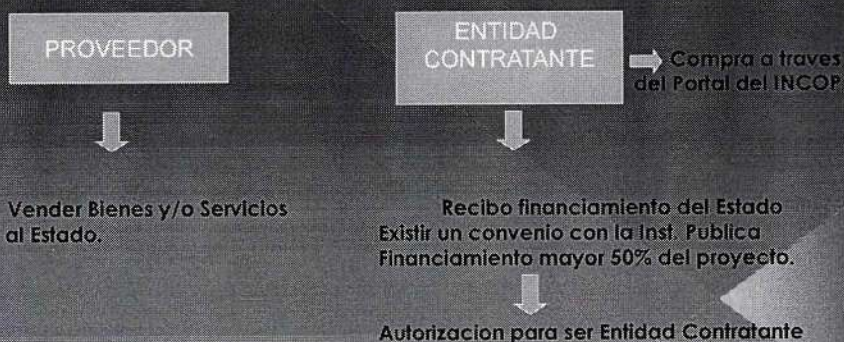 PROVEEDOR
Vender Bienes y/o Servicios
al Estado.
ENTIDAD
CONTRATANTE
Compra a traves
del Portal del INCOP
Recibo financiamiento del Estado
Existir un convenio con la Inst. Publica
Financiamiento mayor 50% del proyecto.
Autorizacion para ser Entidad Contratante